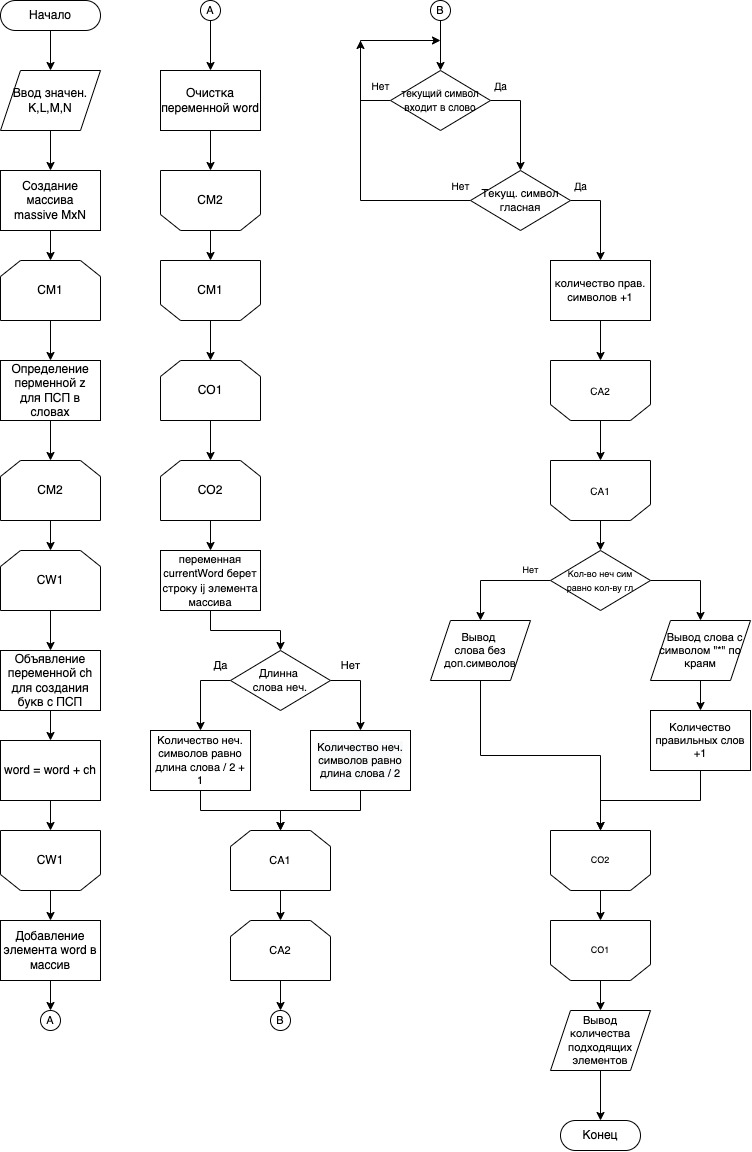 Начало
Ввод значен.
K,L,M,N
Создание
массива
massive MxN
CM1
Определение
перменной z
для ПСП в
словах
CM2
CW1
Объявление
переменной ch
для создания
букв с ПСП
word = word + ch
CW1
Добавление
элемента word в
массив
A
A
Очистка
переменной word
CM2
CM1
CO1
CO2
переменная
currentWord берет
строку ij элемента
массива
Длинна
слова неч.
Да
Нет
Количество неч.
символов равно
длина слова / 2 +
1
Количество неч.
символов равно
длина слова / 2
CA1
CA2
B
B
текущий символ
входит в слово
Нет
Да
Текущ. символ
гласная
Нет
Да
количество прав.
символов +1
CA2
CA1
Кол-во неч сим
равно кол-ву гл.
Нет
Да
Вывод
слова без
доп.символов
Вывод слова с
символом "*" по
краям
Количество
правильных слов
+1
CO2
CO1
Вывод
количества
подходящих
элементов
Конец